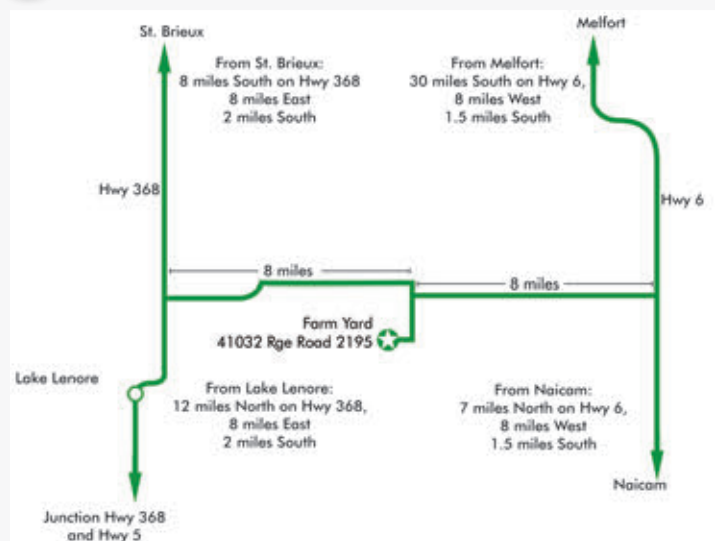 St. Brieux
Melfort
From St. Brieux:
8 miles South on Hwy 368
8 miles East
2 miles South
From Melfort:
30 miles South on Hwy 6,
8 miles West
1.5 miles South
Hwy 368
Hwy 6
8 miles
8 miles
Farm Yard
41032 Rge Road 2195
Lake Lenore
From Lake Lenore:
12 miles North on Hwy 368,
8 miles East
2 miles South
From Naicam:
7 miles North on Hwy 6,
8 miles West
1.5 miles South
Naicam
Junction Hwy 368
and Hwy 5